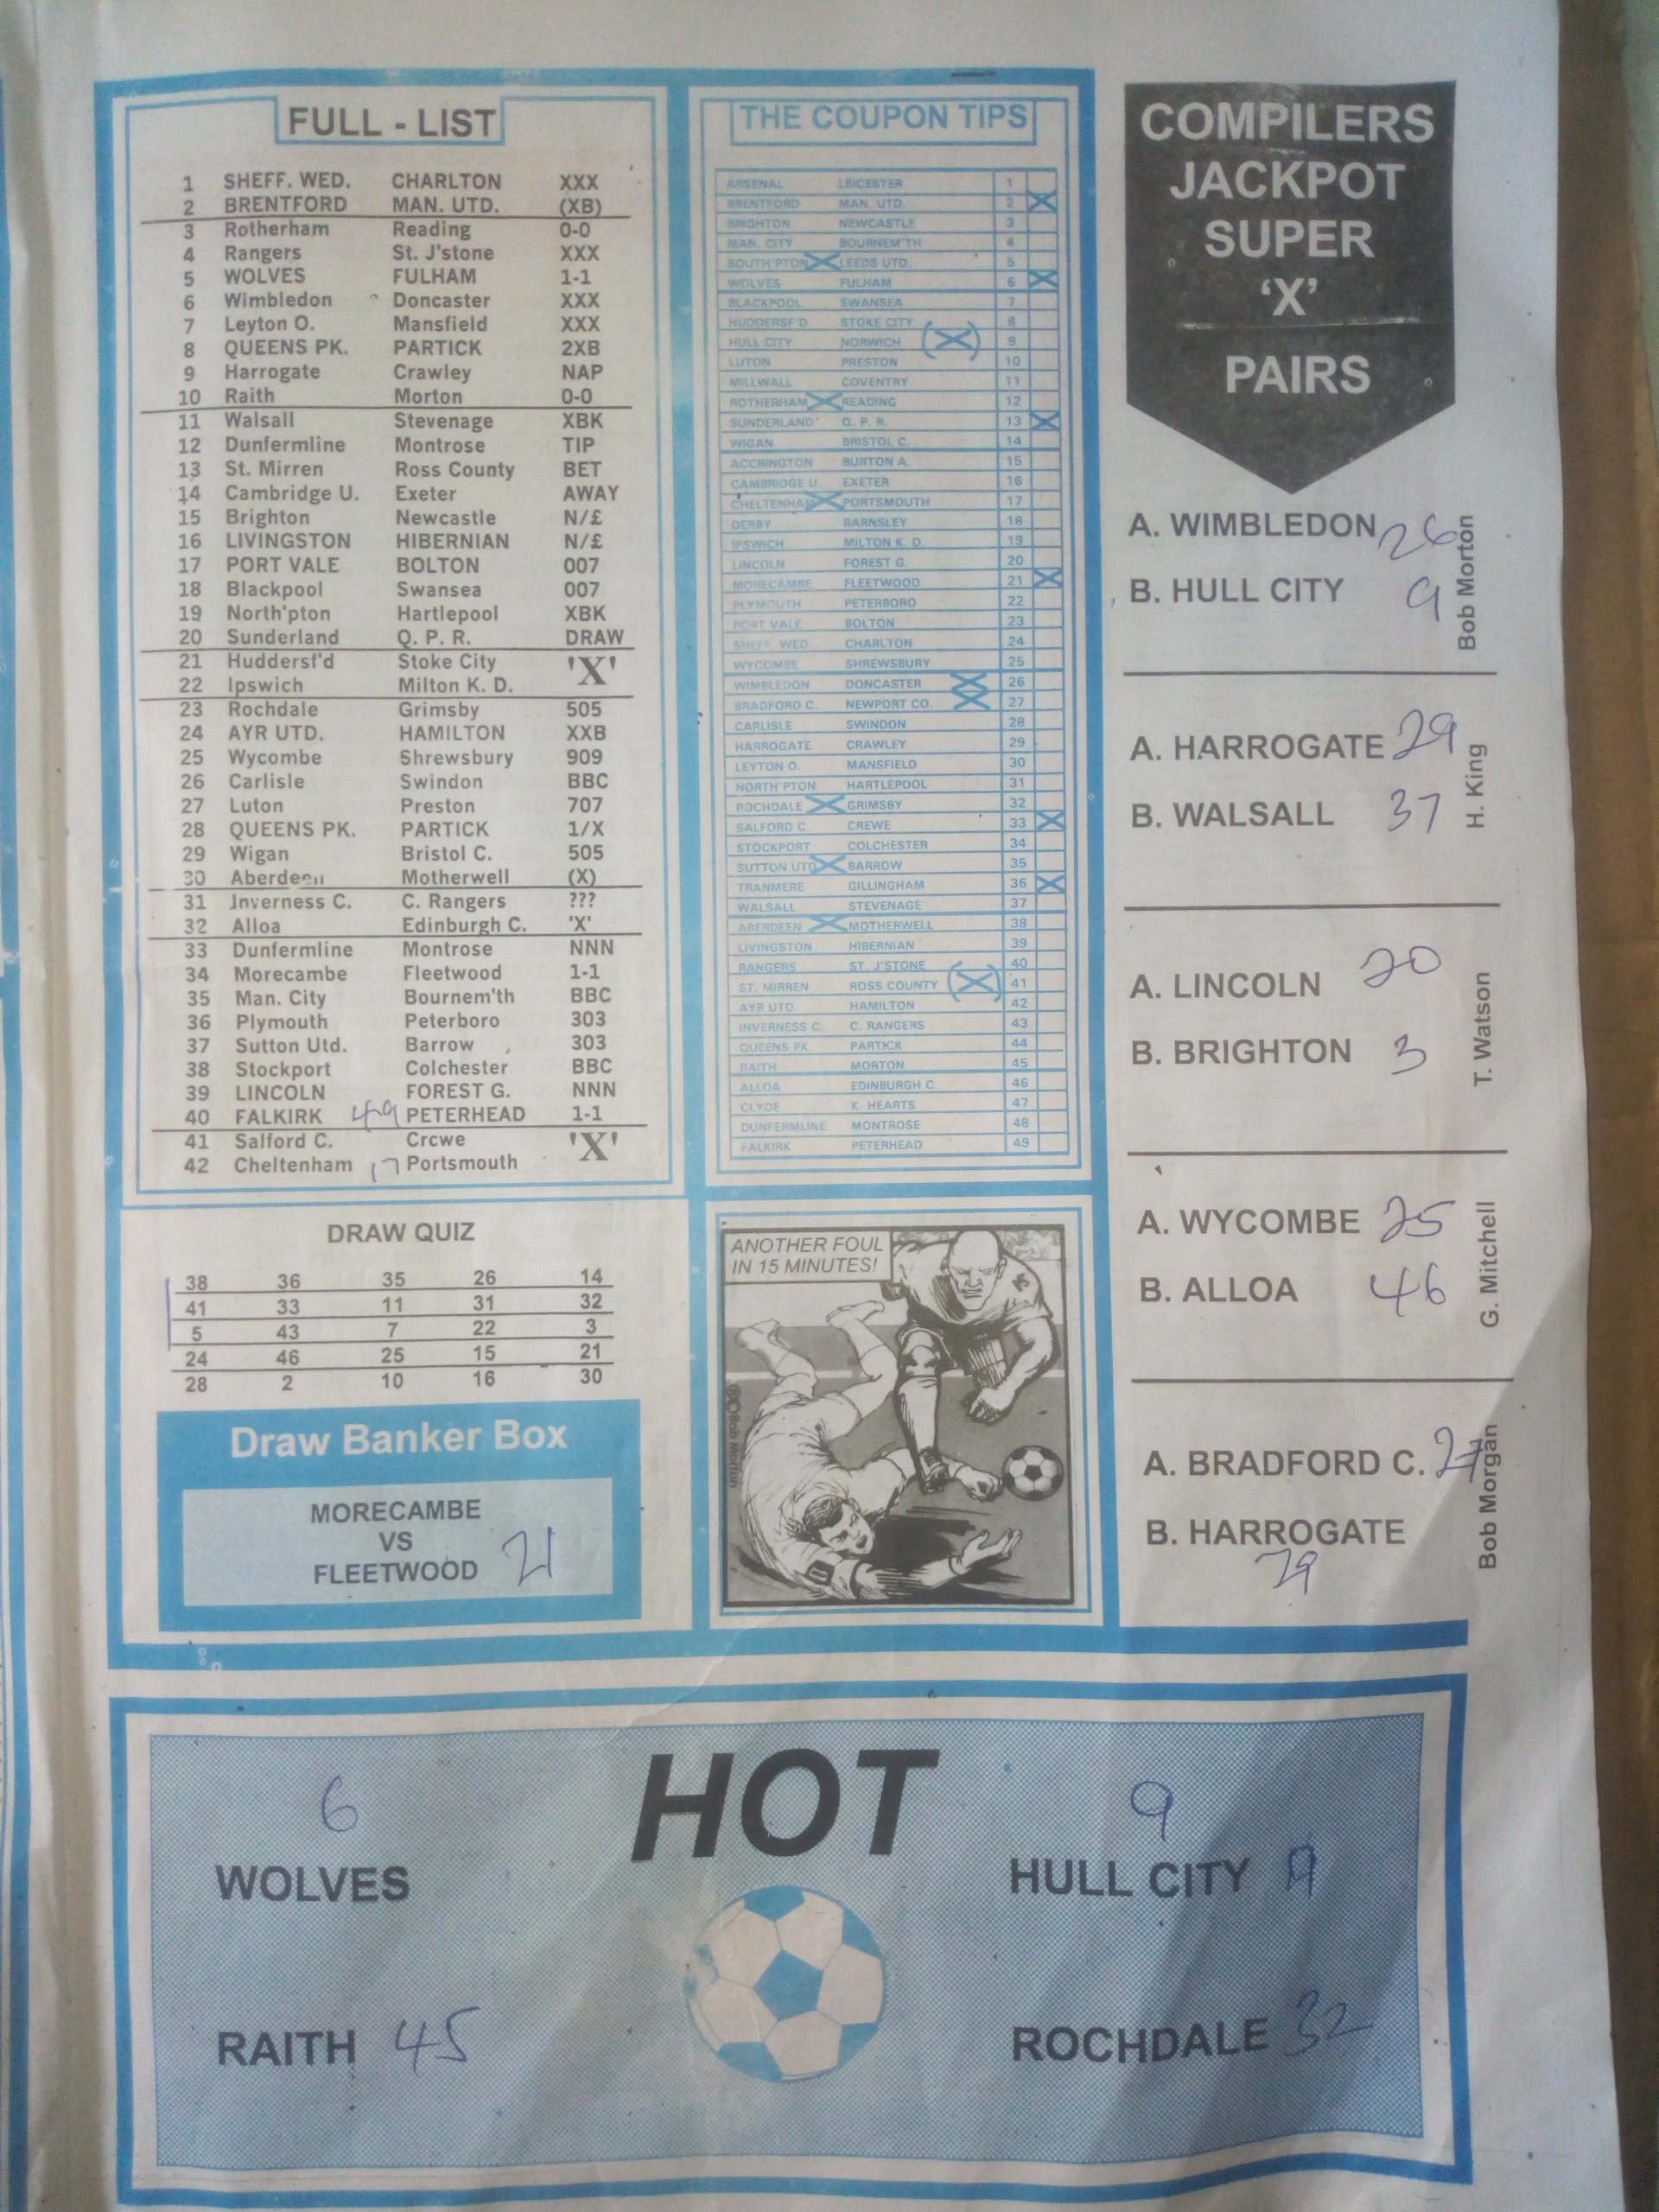 FULL - LIST
1 SHEFF. WED. CHARLTON XXX
2 BRENTFORD MAN. UTD. (XB)
3 Rotherham Reading 0-0
4 Rangers St. J'stone XXX
5 WOLVES FULHAM 1-1
6 Wimbledon Doncaster XXX
7 Leyton O. Mansfield XXX
8 QUEENS PK. PARTICK 2XB
9 Harrogate Crawley NAP
10 Raith Morton 0-0
11 Walsall Stevenage XBK
12 Dunfermline Montrose TIP
13 St. Mirren Ross County BET
14 Cambridge U. Exeter AWAY
15 Brighton Newcastle N/£
16 LIVINGSTON HIBERNIAN N/£
17 PORT VALE BOLTON 007
18 Blackpool Swansea 007
19 North'pton Hartlepool XBK
20 Sunderland Q. P. R. DRAW
21 Huddersf'd Stoke City 'X'
22 Ipswich Milton K. D.
23 Rochdale Grimsby 505
24 AYR UTD. HAMILTON XXB
25 Wycombe Shrewsbury 909
26 Carlisle Swindon BBC
27 Luton Preston 707
28 QUEENS PK. PARTICK 1/X
29 Wigan Bristol C. 505
30 Aberdeen Motherwell (X)
31 Inverness C. C. Rangers ???
32 Alloa Edinburgh C. 'X'
33 Dunfermline Montrose NNN
34 Morecambe Fleetwood 1-1
35 Man. City Bournem'th BBC
36 Plymouth Peterboro 303
37 Sutton Utd. Barrow 303
38 Stockport Colchester BBC
39 LINCOLN FOREST G. NNN
40 FALKIRK 49 PETERHEAD 1-1
41 Salford C. Crcwe 'X'
42 Cheltenham 17 Portsmouth
THE COUPON TIPS
ARSENAL LEICESTER 1
BRENTFORD MAN. UTD. 2 X
BRIGHTON NEWCASTLE 3
MAN. CITY BOURNEM'TH 4
SOUTH'PTON X LEEDS UTD. 5
WOLVES FULHAM 6 X
BLACKPOOL SWANSEA 7
HUDDERSF'D STOKE CITY 8
HULL CITY NORWICH (X) 9
LUTON PRESTON 10
MILLWALL COVENTRY 11
ROTHERHAM X READING 12
SUNDERLAND Q. P. R. 13 X
WIGAN BRISTOL C. 14
ACCRINGTON BURTON A. 15
CAMBRIDGE U. EXETER 16
CHELTENHAM X PORTSMOUTH 17
DERBY BARNSLEY 18
IPSWICH MILTON K. D. 19
LINCOLN FOREST G. 20
MORECAMBE FLEETWOOD 21 X
PLYMOUTH PETERBORO 22
PORT VALE BOLTON 23
SHEFF. WED. CHARLTON 24
WYCOMBE SHREWSBURY 25
WIMBLEDON DONCASTER X 26
BRADFORD C. NEWPORT CO. X 27
CARLISLE SWINDON 28
HARROGATE CRAWLEY 29
LEYTON O. MANSFIELD 30
NORTH'PTON HARTLEPOOL 31
ROCHDALE X GRIMSBY 32
SALFORD C. CREWE 33 X
STOCKPORT COLCHESTER 34
SUTTON UTD X BARROW 35
TRANMERE GILLINGHAM 36 X
WALSALL STEVENAGE 37
ABERDEEN X MOTHERWELL 38
LIVINGSTON HIBERNIAN 39
RANGERS ST. J'STONE 40
ST. MIRREN ROSS COUNTY (X) 41
AYR UTD. HAMILTON 42
INVERNESS C. C. RANGERS 43
QUEENS PK. PARTICK 44
RAITH MORTON 45
ALLOA EDINBURGH C. 46
CLYDE K. HEARTS 47
DUNFERMLINE MONTROSE 48
FALKIRK PETERHEAD 49
COMPILERS
JACKPOT
SUPER
'X'
PAIRS
A. WIMBLEDON 26
B. HULL CITY 9
Bob Morton
A. HARROGATE 29
B. WALSALL 37
H. King
A. LINCOLN 20
B. BRIGHTON 3
T. Watson
A. WYCOMBE 25
B. ALLOA 46
G. Mitchell
A. BRADFORD C. 27
B. HARROGATE
29
Bob Morgan
DRAW QUIZ
38 36 35 26 14
41 33 11 31 32
5 43 7 22 3
24 46 25 15 21
28 2 10 16 30
Draw Banker Box
MORECAMBE
VS
FLEETWOOD 21
ANOTHER FOUL
IN 15 MINUTES!
Bob Morton
HOT
6
WOLVES
9
HULL CITY
RAITH 45
ROCHDALE 32